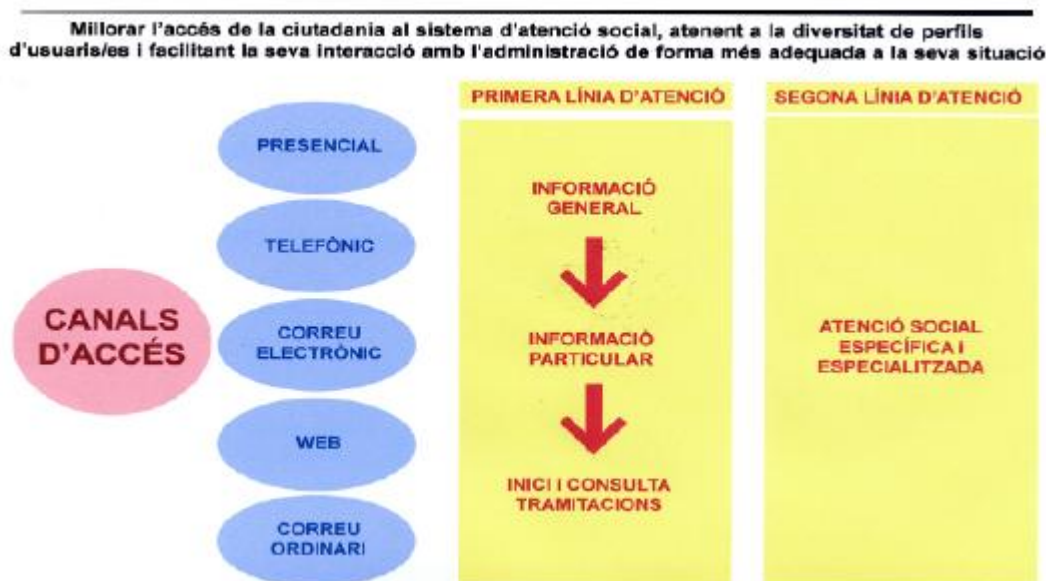 Millorar l'accés de la ciutadania al sistema d'atenció social, atenent a la diversitat de perfils
d'usuaris/es i facilitant la seva interacció amb l'administració de forma més adequada a la seva situació
PRIMERA LÍNIA D'ATENCIÓ
SEGONA LÍNIA D'ATENCIÓ
CANALS
D'ACCÉS
PRESENCIAL
TELEFÒNIC
CORREU
ELECTRÒNIC
WEB
CORREU
ORDINARI
INFORMACIÓ
GENERAL
INFORMACIÓ
PARTICULAR
INICI I CONSULTA
TRAMITACIONS
ATENCIÓ SOCIAL
ESPECÍFICA I
ESPECIALITZADA